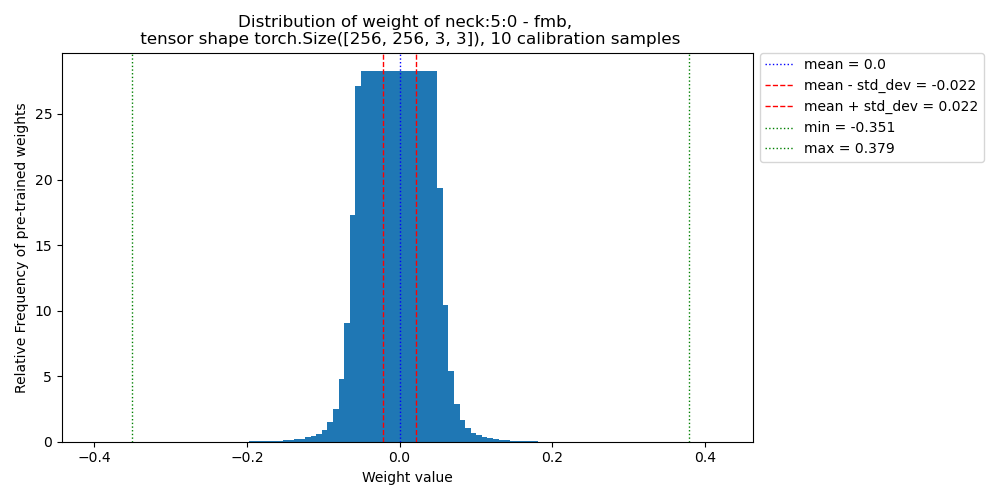 Distribution of weight of neck:5:0 - fmb,
tensor shape torch.Size([256, 256, 3, 3]), 10 calibration samples
mean = 0.0
mean - std_dev = -0.022
mean + std_dev = 0.022
min = -0.351
max = 0.379
Relative Frequency of pre-trained weights
25
20
15
10
5
0
−0.4
−0.2
0.0
0.2
0.4
Weight value